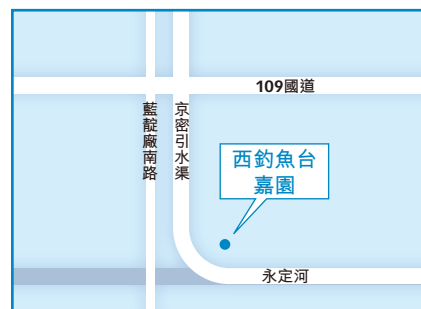 109國道
藍靛廠南路
京密引水渠
西釣魚台
嘉園
永定河